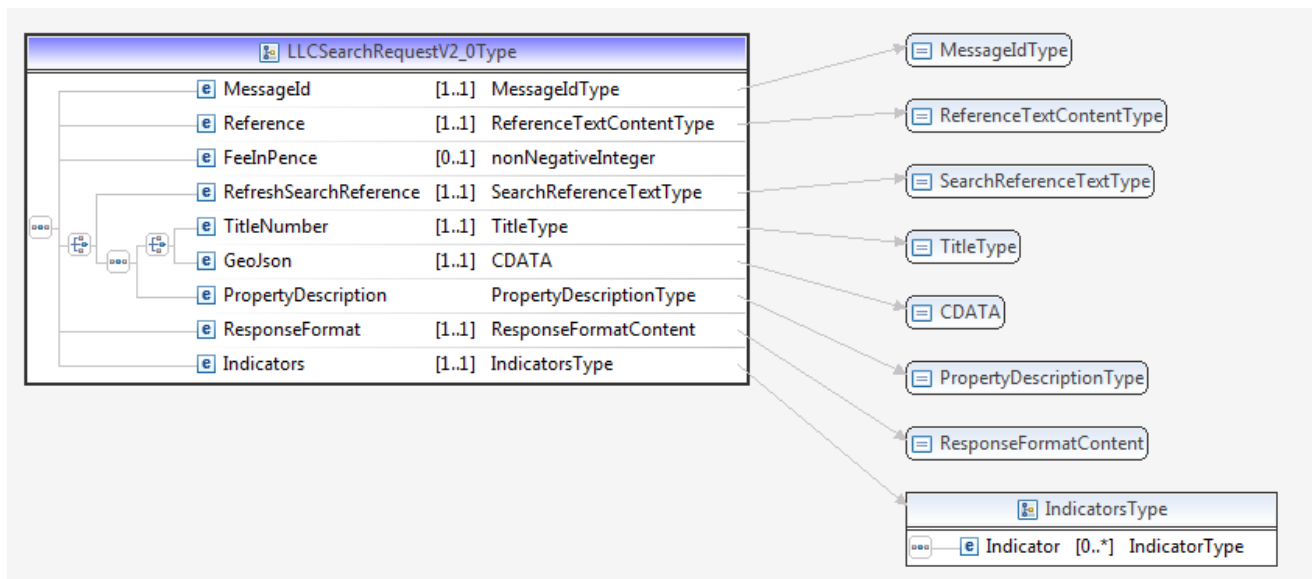 LLCSearchRequestV2_0Type
MessageId [1..1] MessageIdType
Reference [1..1] ReferenceTextContentType
FeeInPence [0..1] nonNegativeInteger
RefreshSearchReference [1..1] SearchReferenceTextType
TitleNumber [1..1] TitleType
GeoJson [1..1] CDATA
PropertyDescription PropertyDescriptionType
ResponseFormat [1..1] ResponseFormatContent
Indicators [1..1] IndicatorsType
MessageIdType
ReferenceTextContentType
SearchReferenceTextType
TitleType
CDATA
PropertyDescriptionType
ResponseFormatContent
IndicatorsType
Indicator [0..*] IndicatorType